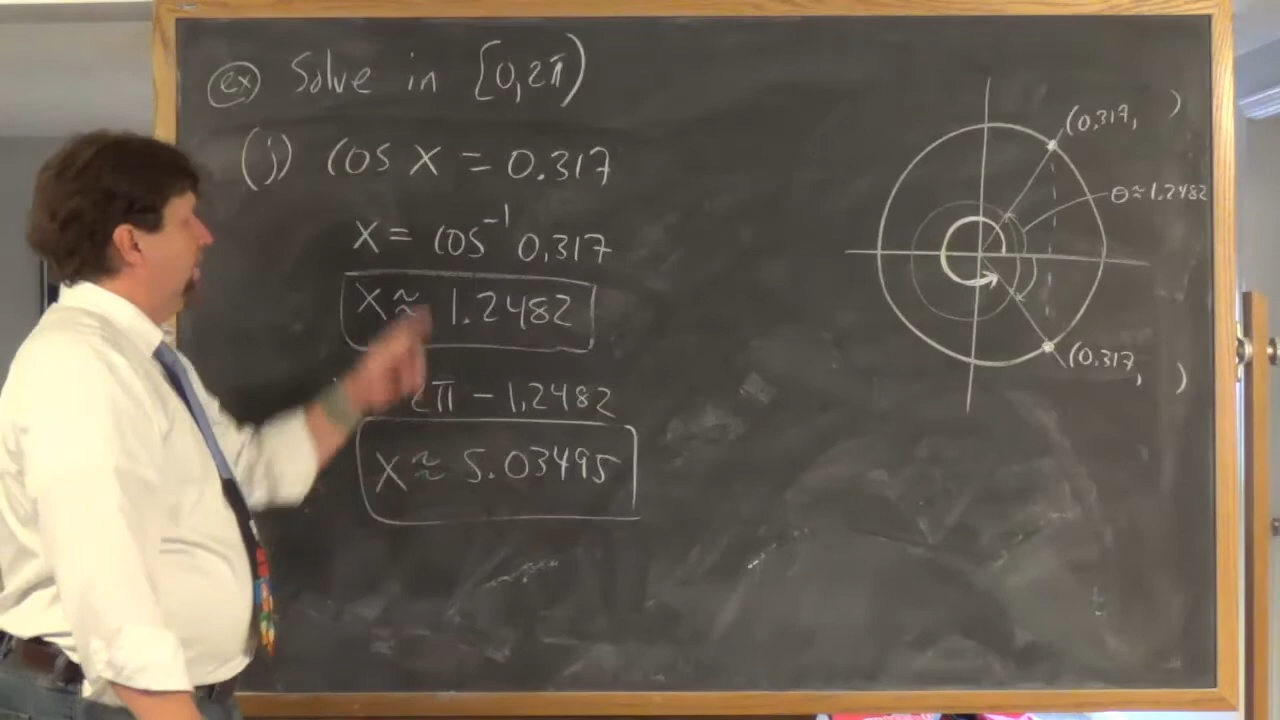 ex) Solve in [0,2π)
(j) cos X = 0.317
X = cos⁻¹ 0.317
X ≈ 1.2482
2π − 1.2482
X ≈ 5.03495
(0.317, )
θ ≈ 1.2482
(0.317, )